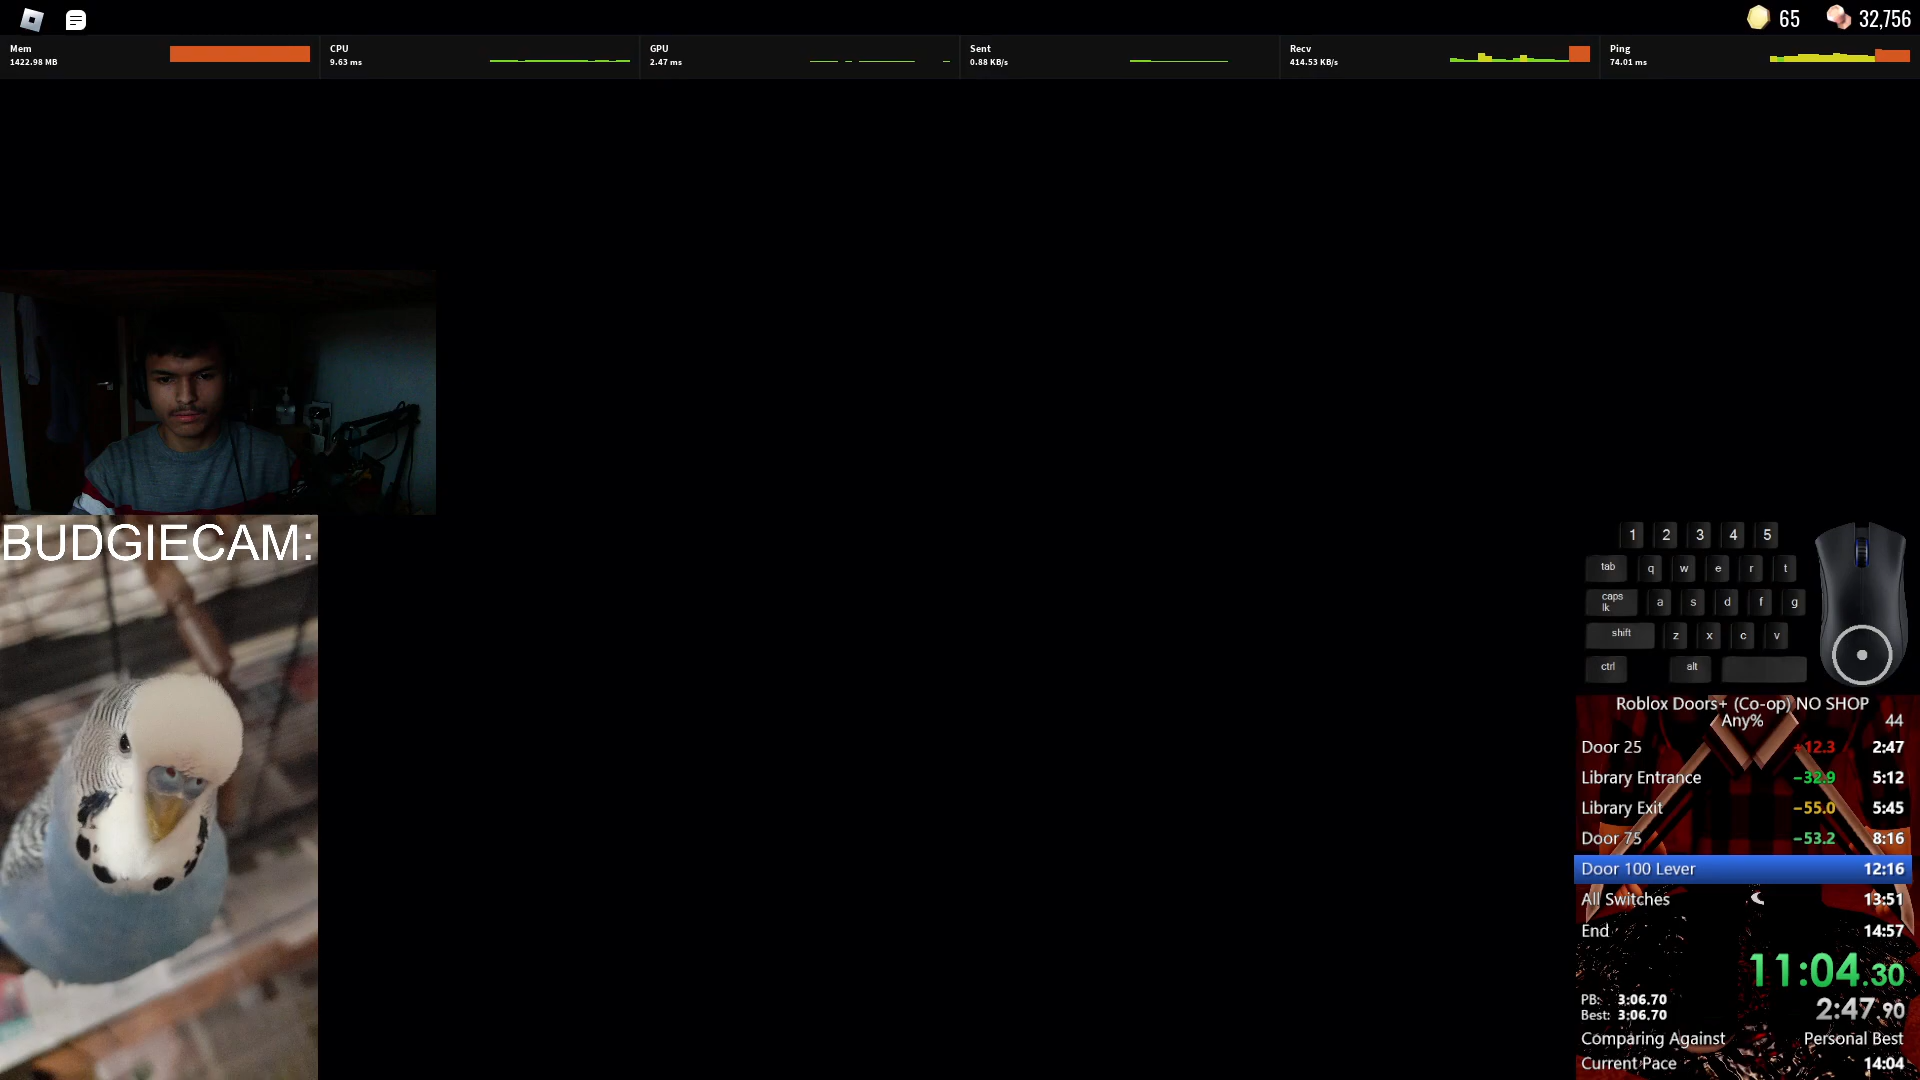 65
32,756
Mem
1422.98 MB
CPU
9.63 ms
GPU
2.47 ms
Sent
0.88 KB/s
Recv
414.53 KB/s
Ping
74.01 ms
BUDGIECAM:
1 2 3 4 5
tab q w e r t
caps
lk
a s d f g
shift z x c v
ctrl alt
Roblox Doors+ (Co-op) NO SHOP
Any% 44
Door 25 +12.3 2:47
Library Entrance −32.9 5:12
Library Exit −55.0 5:45
Door 75 −53.2 8:16
Door 100 Lever 12:16
All Switches 13:51
End 14:57
11:04.30
PB: 3:06.70
Best: 3:06.70
2:47.90
Comparing Against Personal Best
Current Pace 14:04